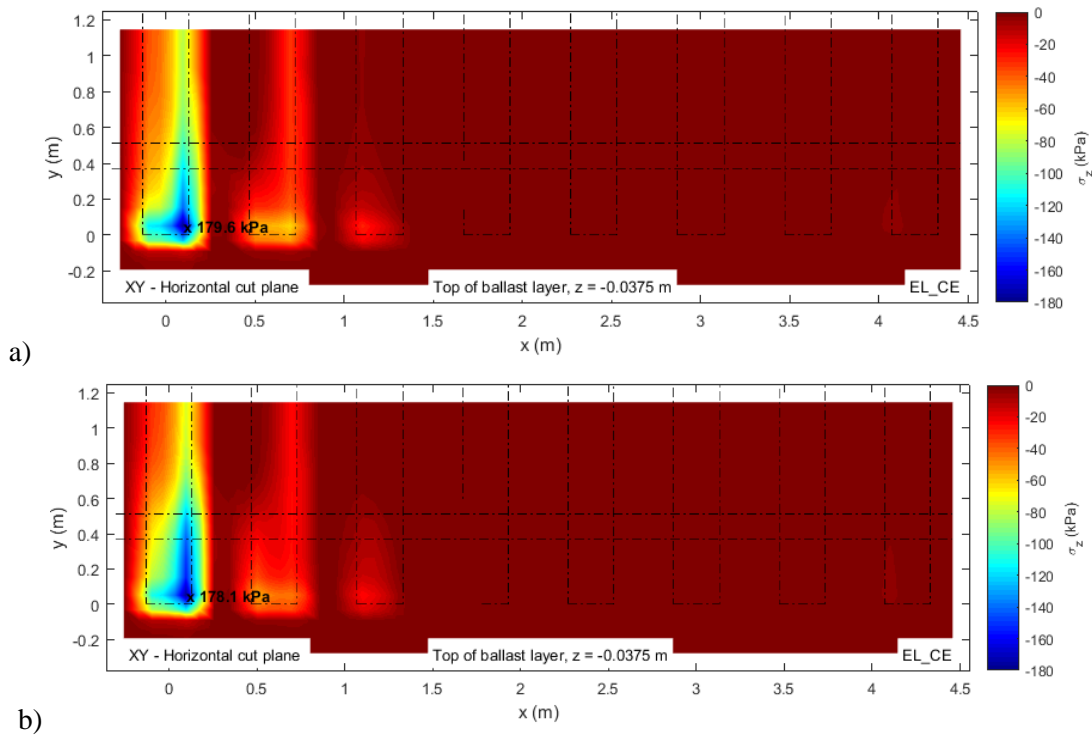 1.2
1
0.8
0.6
0.4
0.2
0
-0.2
y (m)
x 179.6 kPa
XY - Horizontal cut plane
Top of ballast layer, z = -0.0375 m
EL_CE
0 0.5 1 1.5 2 2.5 3 3.5 4 4.5
x (m)
0
-20
-40
-60
-80
-100
-120
-140
-160
-180
σz (kPa)
a)
1.2
1
0.8
0.6
0.4
0.2
0
-0.2
y (m)
x 178.1 kPa
XY - Horizontal cut plane
Top of ballast layer, z = -0.0375 m
EL_CE
0 0.5 1 1.5 2 2.5 3 3.5 4 4.5
x (m)
0
-20
-40
-60
-80
-100
-120
-140
-160
-180
σz (kPa)
b)